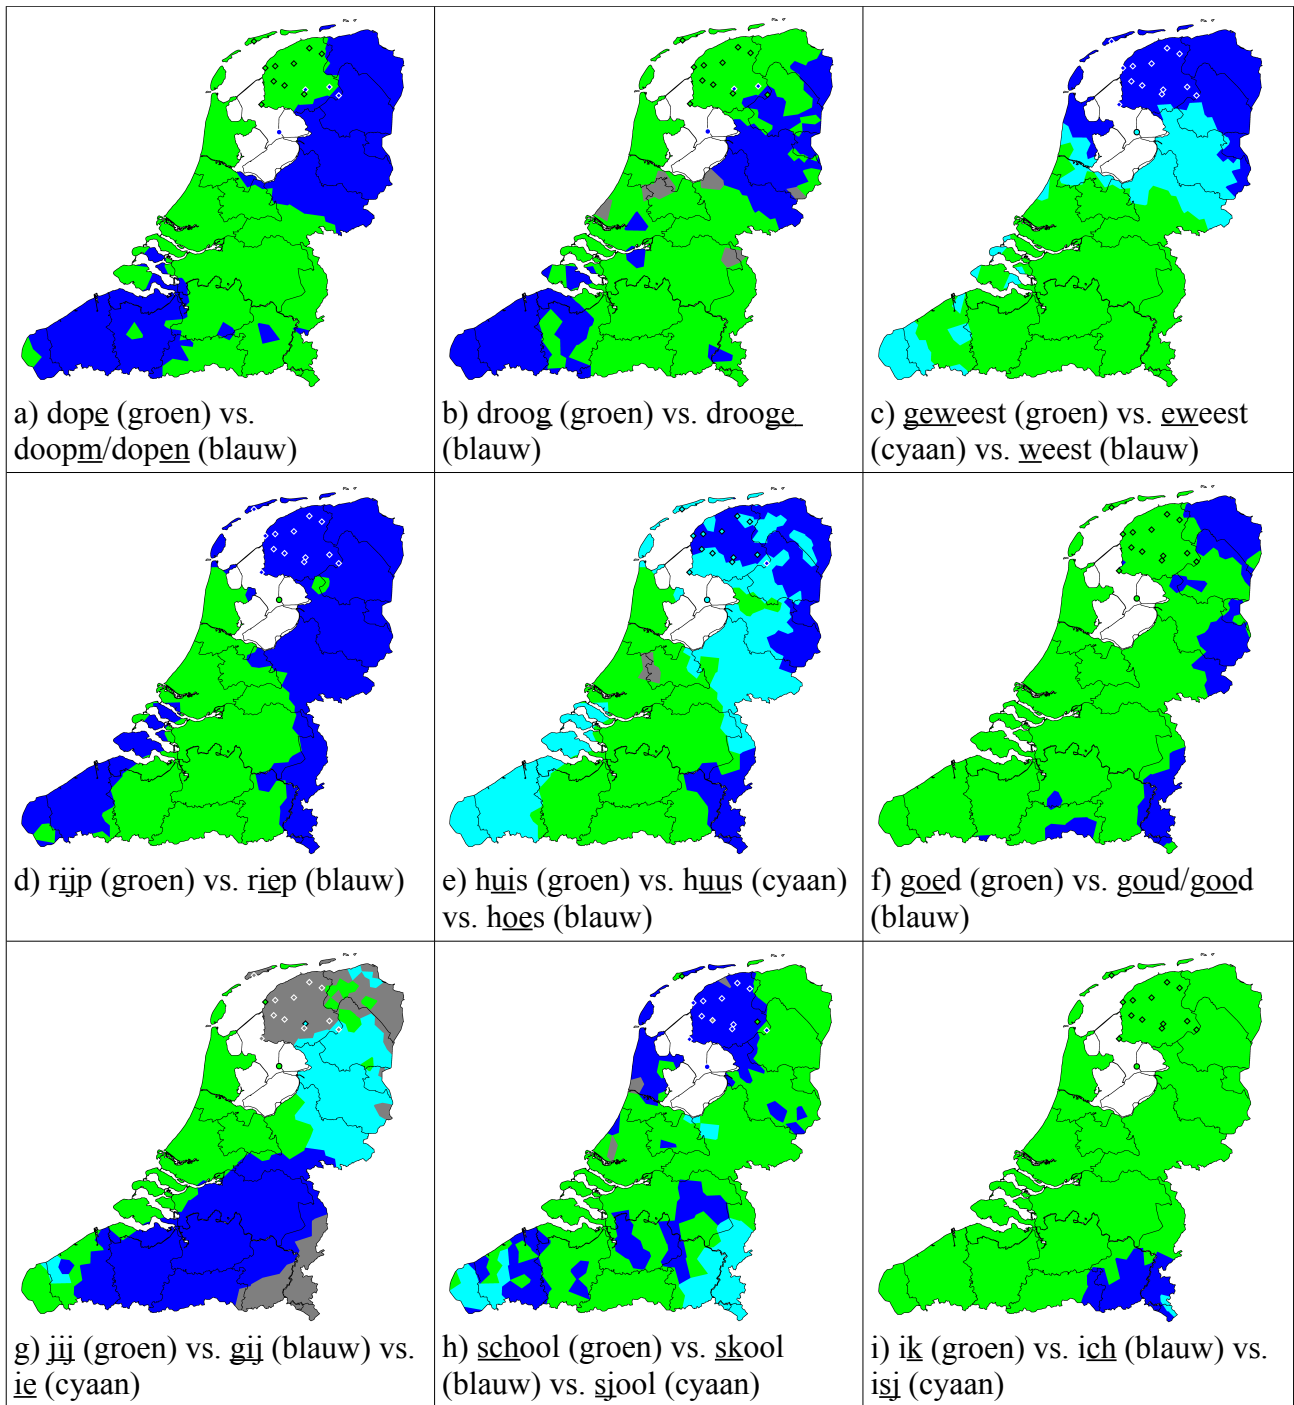 a) dope (groen) vs.
doopm/dopen (blauw)
b) droog (groen) vs. drooge
(blauw)
c) geweest (groen) vs. eweest
(cyaan) vs. weest (blauw)
d) rijp (groen) vs. riep (blauw)
e) huis (groen) vs. huus (cyaan)
vs. hoes (blauw)
f) goed (groen) vs. goud/good
(blauw)
g) jij (groen) vs. gij (blauw) vs.
ie (cyaan)
h) school (groen) vs. skool
(blauw) vs. sjool (cyaan)
i) ik (groen) vs. ich (blauw) vs.
isj (cyaan)